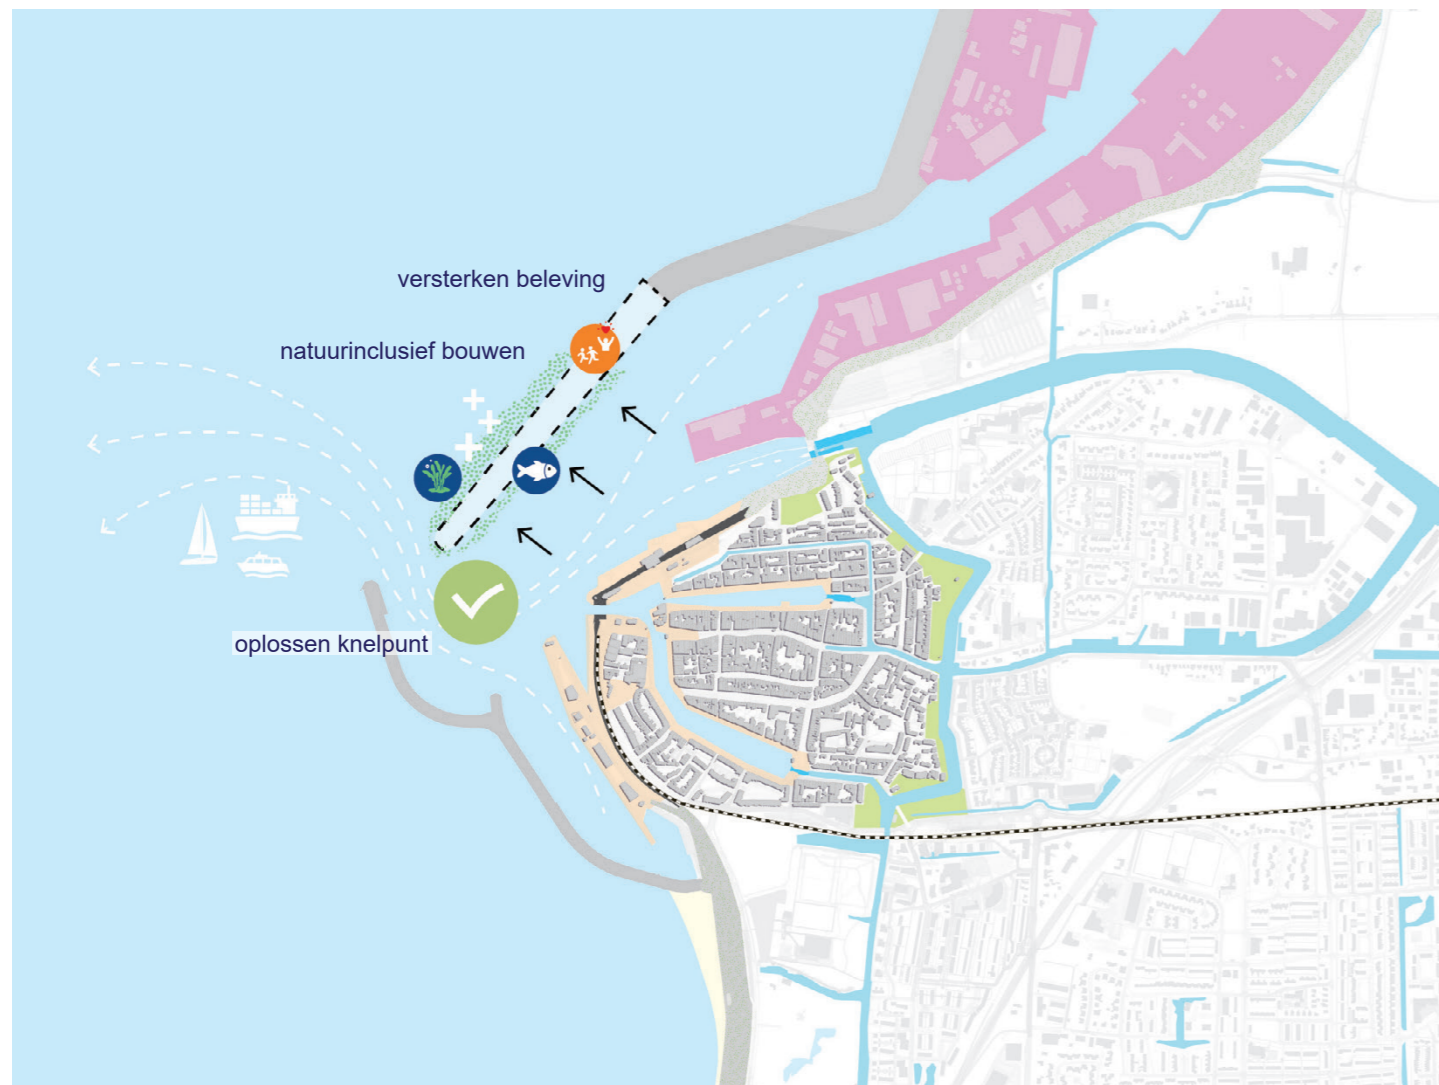 versterken beleving
natuurinclusief bouwen
oplossen knelpunt